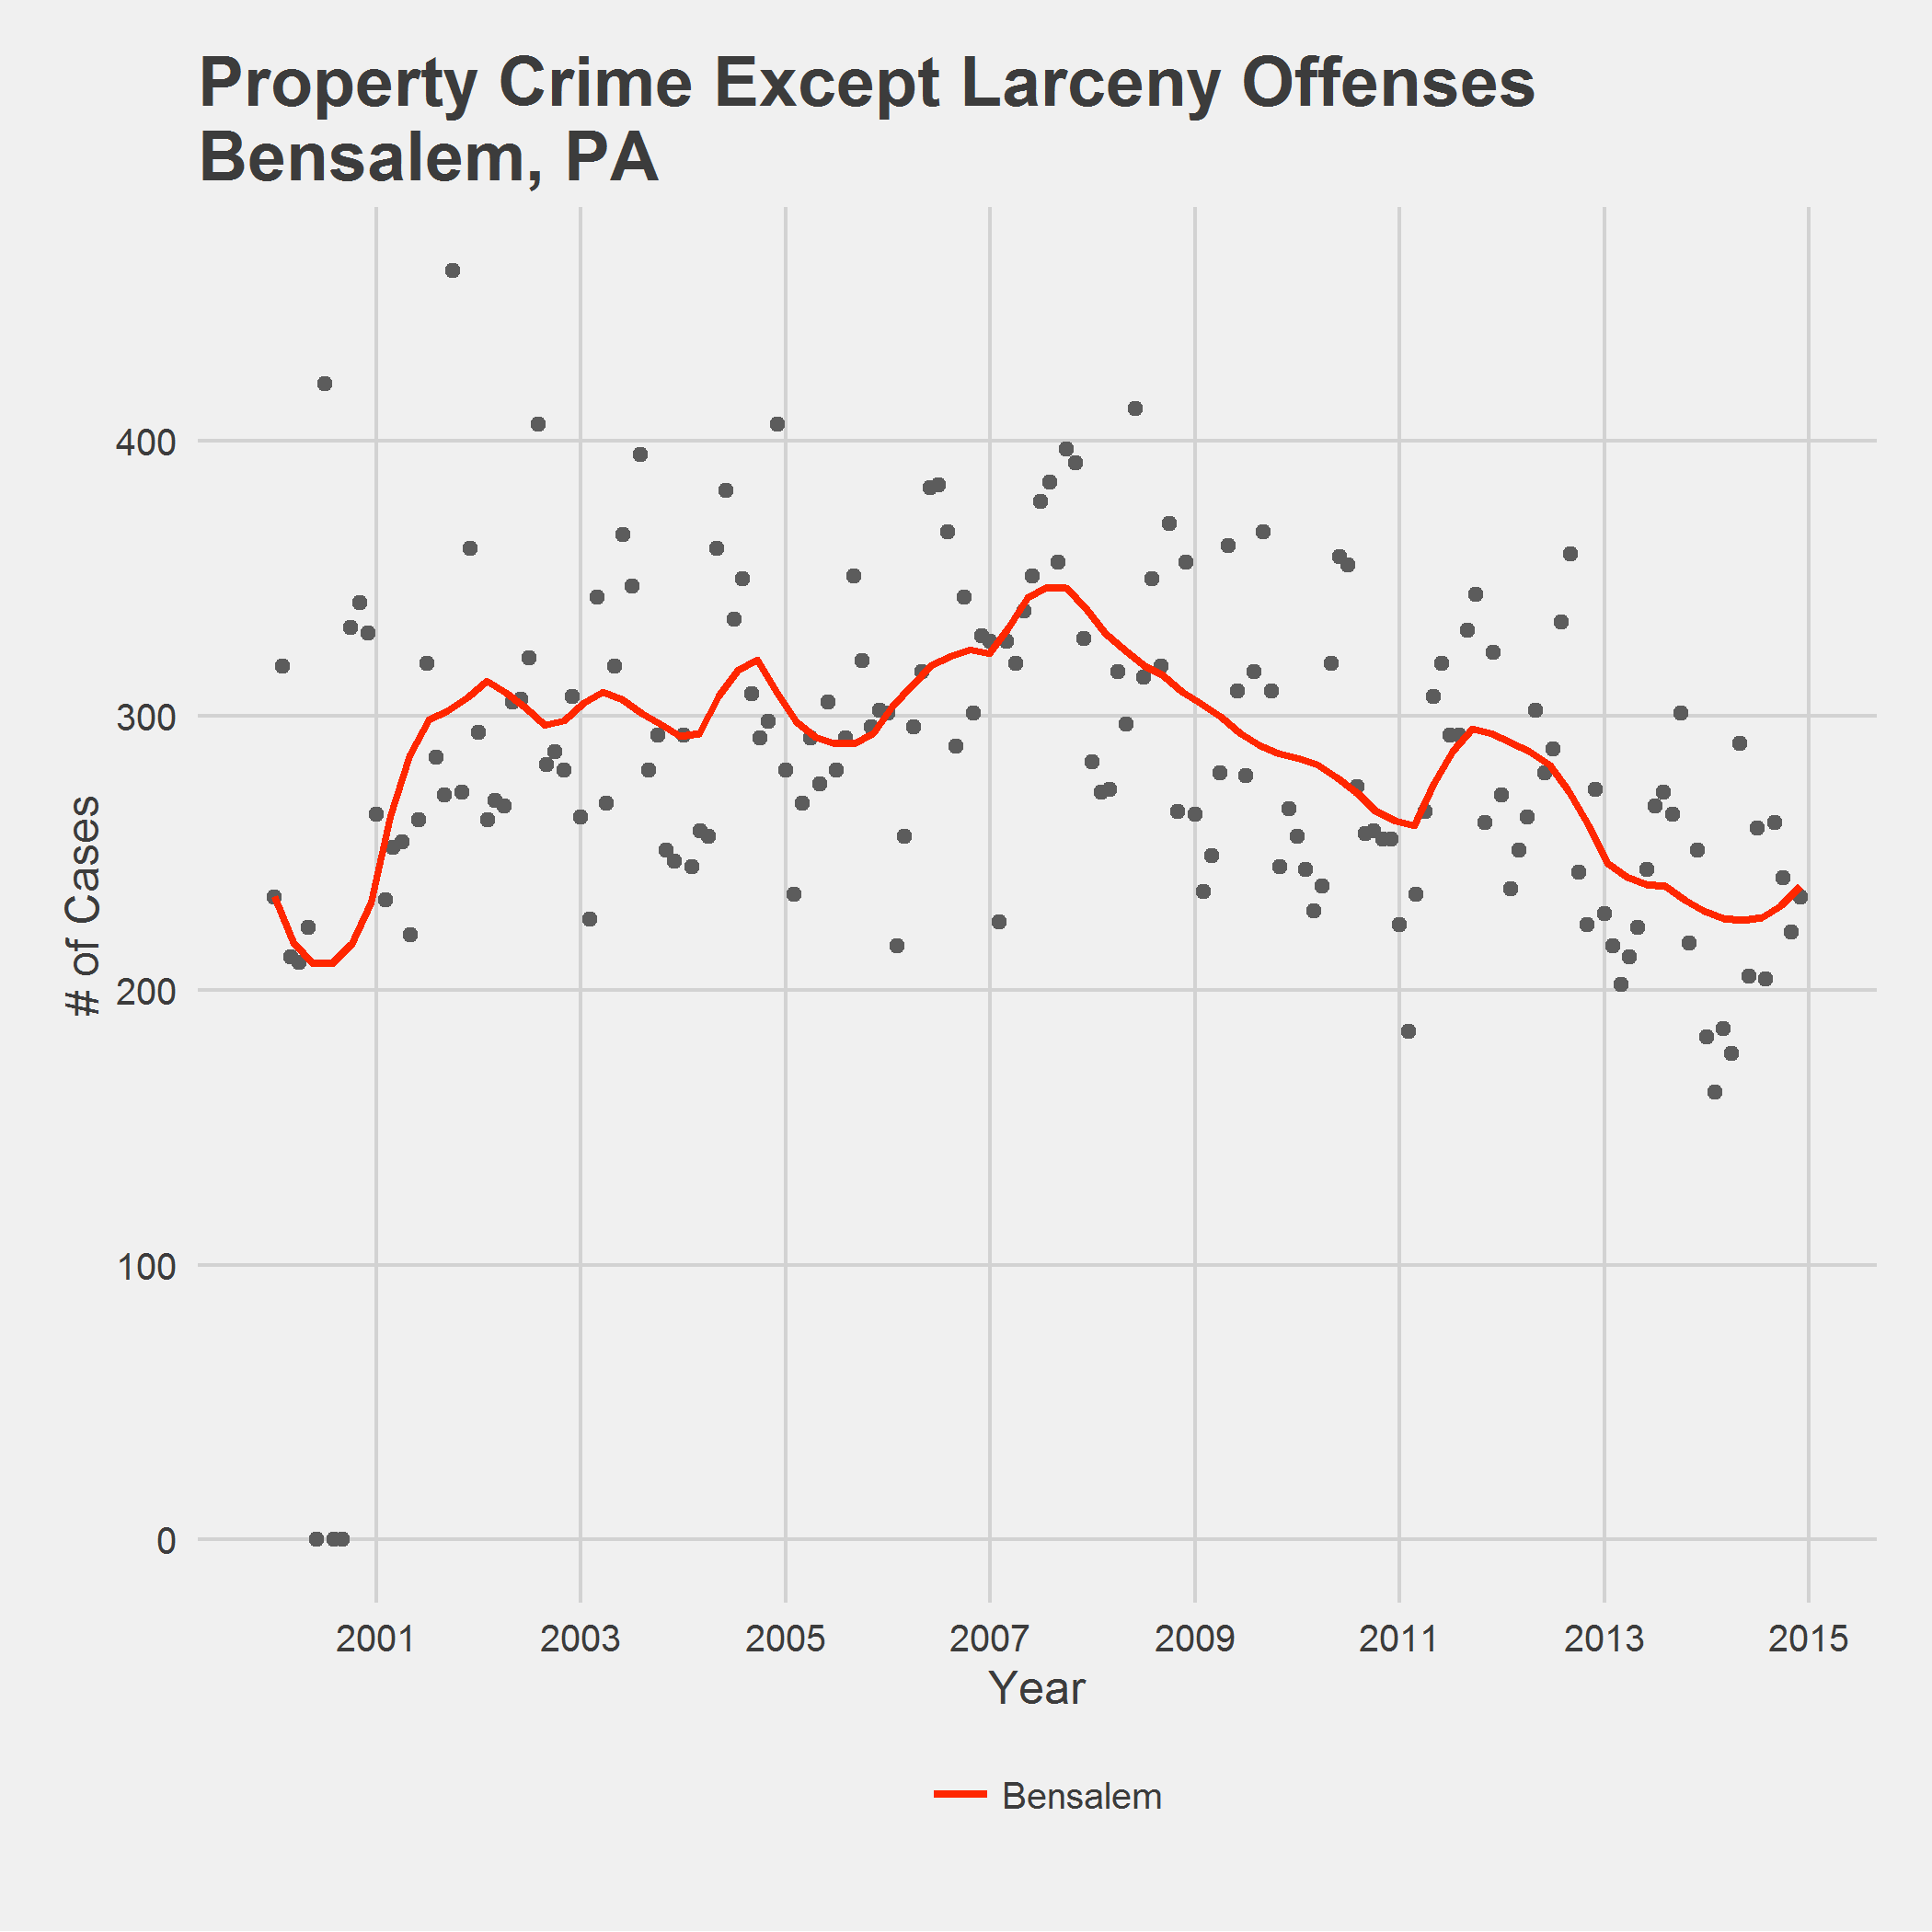 Property Crime Except Larceny Offenses
Bensalem, PA
# of Cases
400
300
200
100
0
2001 2003 2005 2007 2009 2011 2013 2015
Year
Bensalem